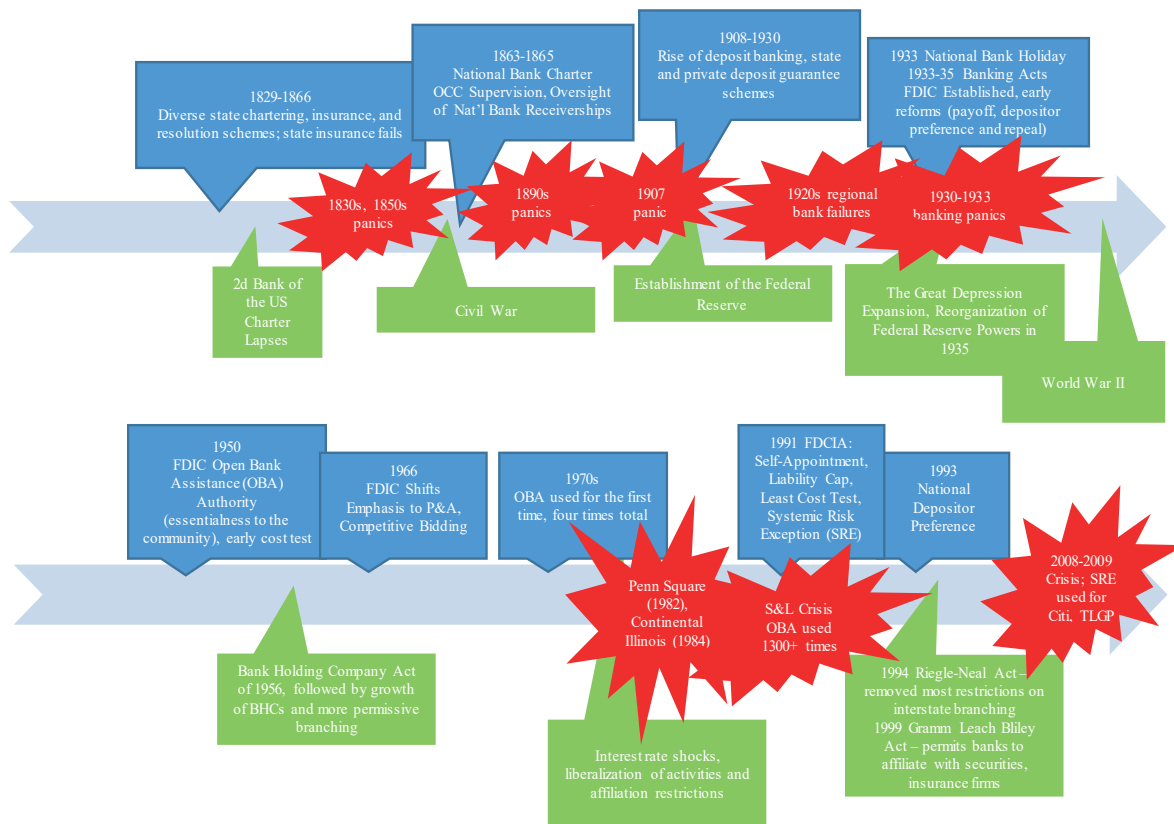 1829-1866
Diverse state chartering, insurance, and
resolution schemes; state insurance fails
1863-1865
National Bank Charter
OCC Supervision, Oversight
of Nat'l Bank Receiverships
1908-1930
Rise of deposit banking, state
and private deposit guarantee
schemes
1933 National Bank Holiday
1933-35 Banking Acts
FDIC Established, early
reforms (payoff, depositor
preference and repeal)
1830s, 1850s
panics
1890s
panics
1907
panic
1920s regional
bank failures
1930-1933
banking panics
2d Bank of
the US
Charter
Lapses
Civil War
Establishment of the Federal
Reserve
The Great Depression
Expansion, Reorganization of
Federal Reserve Powers in
1935
World War II
1950
FDIC Open Bank
Assistance (OBA)
Authority
(essentialness to the
community), early cost test
1966
FDIC Shifts
Emphasis to P&A,
Competitive Bidding
1970s
OBA used for the first
time, four times total
1991 FDCIA:
Self-Appointment,
Liability Cap,
Least Cost Test,
Systemic Risk
Exception (SRE)
1993
National
Depositor
Preference
Penn Square
(1982),
Continental
Illinois (1984)
S&L Crisis
OBA used
1300+ times
2008-2009
Crisis; SRE
used for
Citi, TLGP
Bank Holding Company Act
of 1956, followed by growth
of BHCs and more permissive
branching
Interest rate shocks,
liberalization of activities and
affiliation restrictions
1994 Riegle-Neal Act –
removed most restrictions on
interstate branching
1999 Gramm Leach Bliley
Act – permits banks to
affiliate with securities,
insurance firms